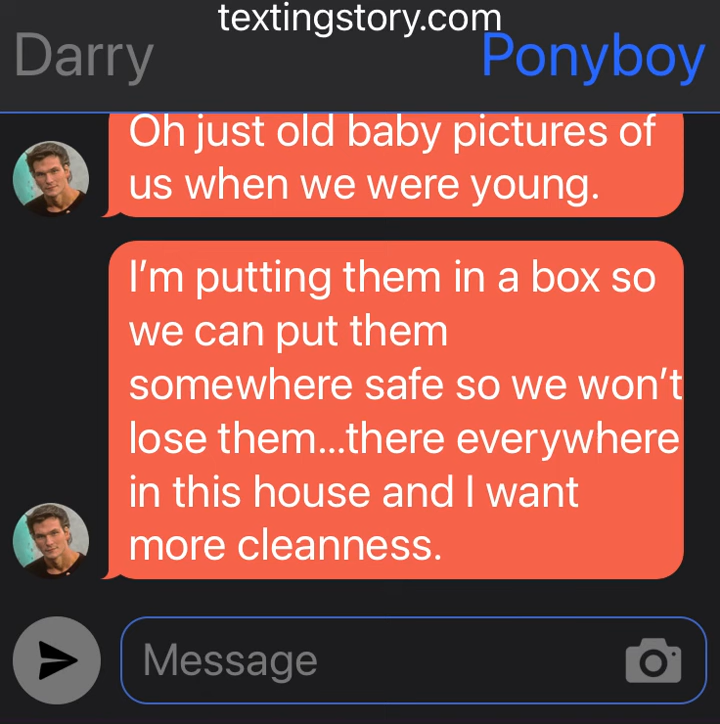 textingstory.com
Darry Ponyboy
Oh just old baby pictures of
us when we were young.
I'm putting them in a box so
we can put them
somewhere safe so we won't
lose them...there everywhere
in this house and I want
more cleanness.
Message